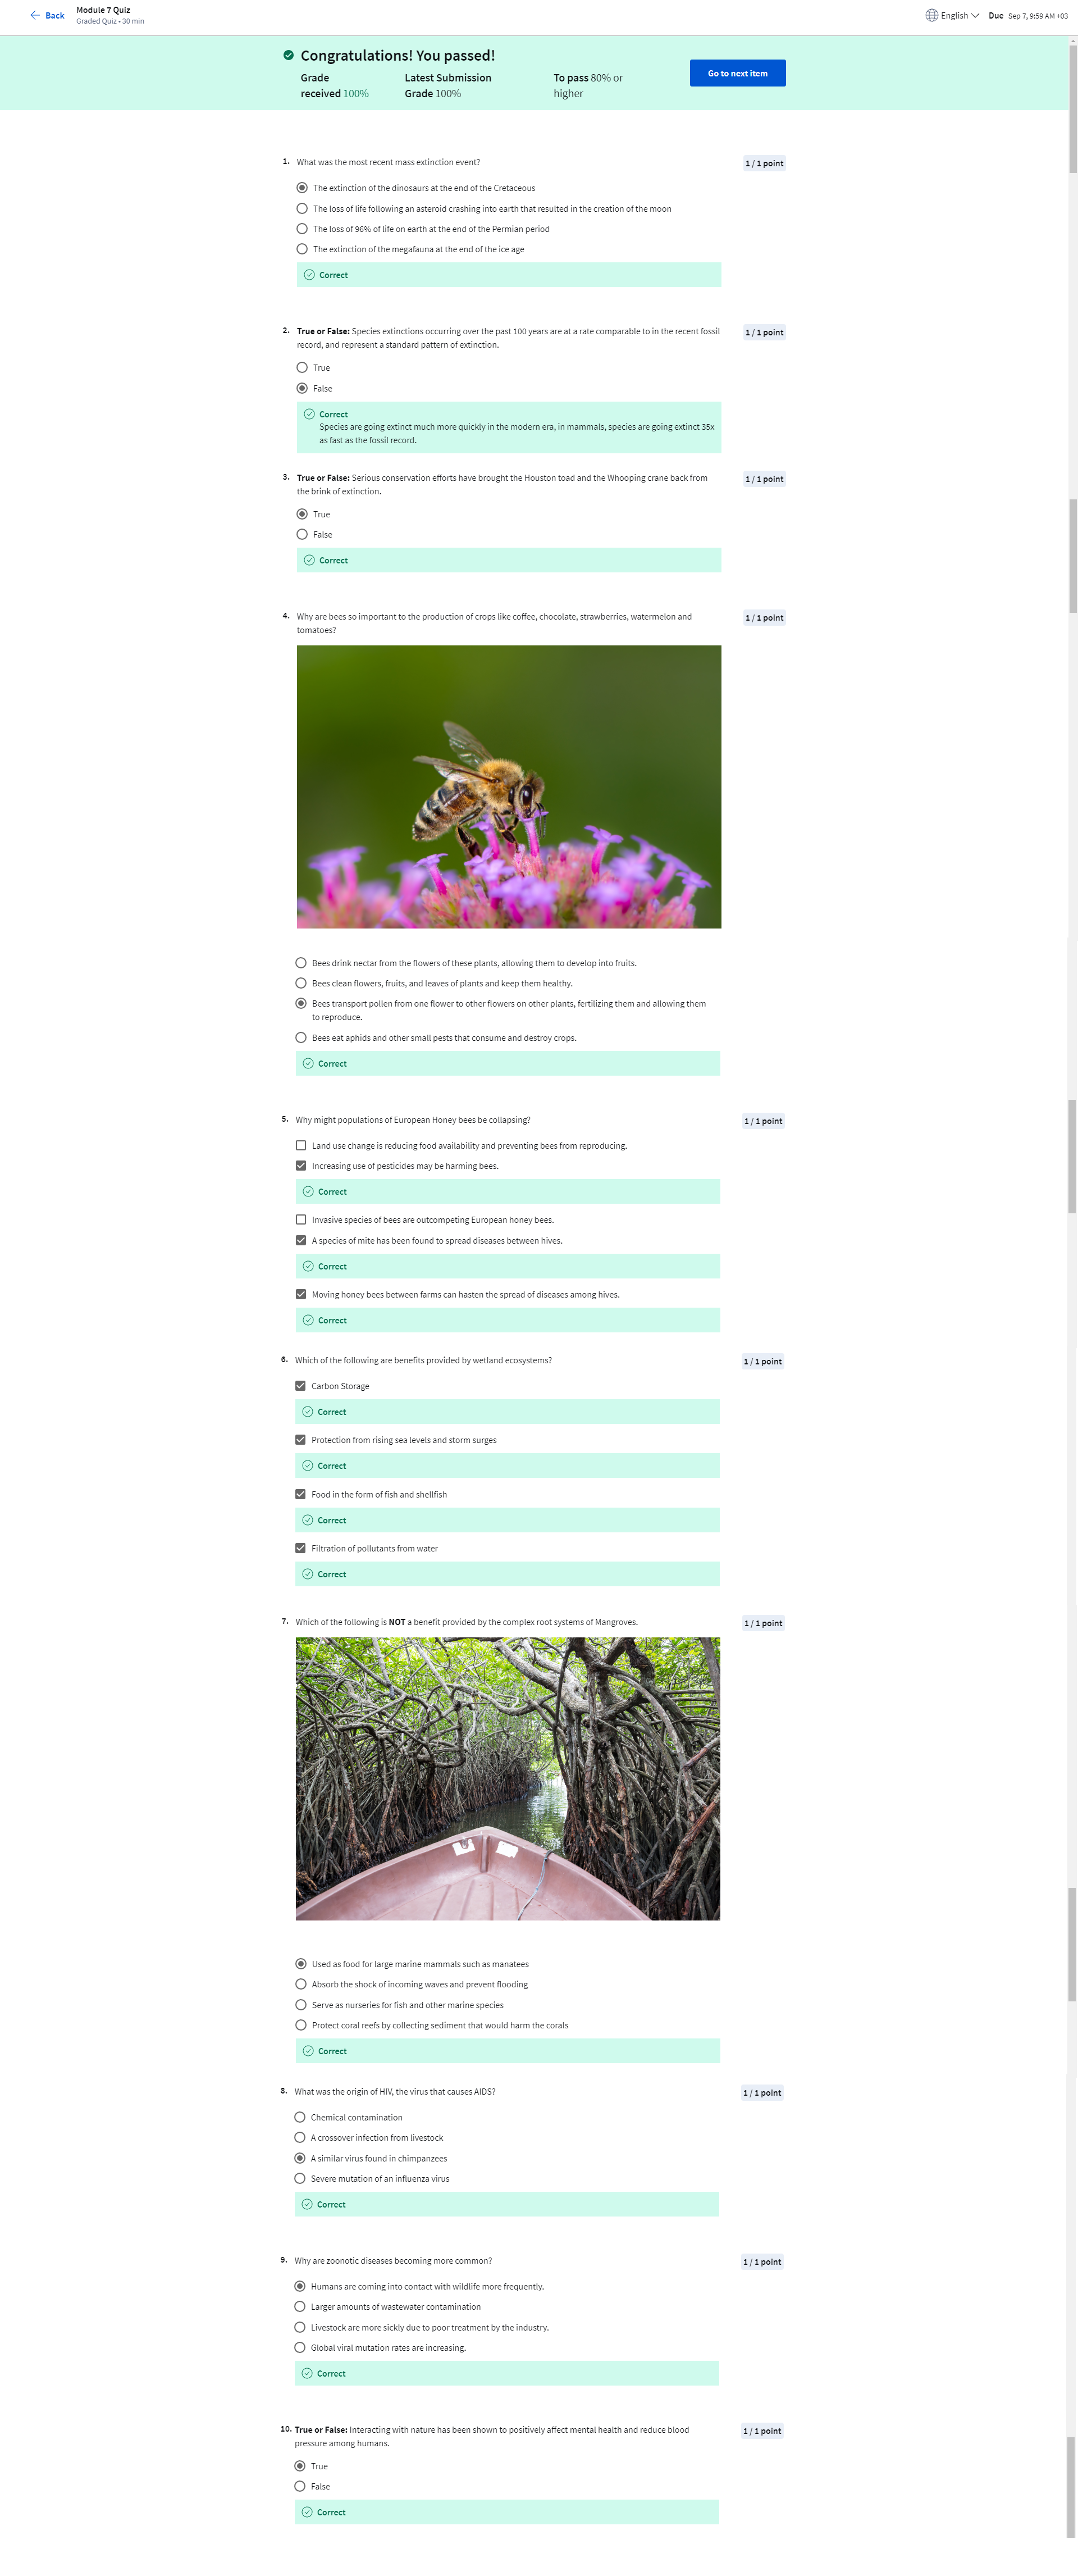 Back
Module 7 Quiz
Graded Quiz • 30 min
English
Due Sep 7, 9:59 AM +03
Congratulations! You passed!
Grade
received 100%
Latest Submission
Grade 100%
To pass 80% or
higher
Go to next item
1. What was the most recent mass extinction event?
1 / 1 point
The extinction of the dinosaurs at the end of the Cretaceous
The loss of life following an asteroid crashing into earth that resulted in the creation of the moon
The loss of 96% of life on earth at the end of the Permian period
The extinction of the megafauna at the end of the ice age
Correct
2. True or False: Species extinctions occurring over the past 100 years are at a rate comparable to in the recent fossil
record, and represent a standard pattern of extinction.
1 / 1 point
True
False
Correct
Species are going extinct much more quickly in the modern era, in mammals, species are going extinct 35x
as fast as the fossil record.
3. True or False: Serious conservation efforts have brought the Houston toad and the Whooping crane back from
the brink of extinction.
1 / 1 point
True
False
Correct
4. Why are bees so important to the production of crops like coffee, chocolate, strawberries, watermelon and
tomatoes?
1 / 1 point
Bees drink nectar from the flowers of these plants, allowing them to develop into fruits.
Bees clean flowers, fruits, and leaves of plants and keep them healthy.
Bees transport pollen from one flower to other flowers on other plants, fertilizing them and allowing them
to reproduce.
Bees eat aphids and other small pests that consume and destroy crops.
Correct
5. Why might populations of European Honey bees be collapsing?
1 / 1 point
Land use change is reducing food availability and preventing bees from reproducing.
Increasing use of pesticides may be harming bees.
Correct
Invasive species of bees are outcompeting European honey bees.
A species of mite has been found to spread diseases between hives.
Correct
Moving honey bees between farms can hasten the spread of diseases among hives.
Correct
6. Which of the following are benefits provided by wetland ecosystems?
1 / 1 point
Carbon Storage
Correct
Protection from rising sea levels and storm surges
Correct
Food in the form of fish and shellfish
Correct
Filtration of pollutants from water
Correct
7. Which of the following is NOT a benefit provided by the complex root systems of Mangroves.
1 / 1 point
Used as food for large marine mammals such as manatees
Absorb the shock of incoming waves and prevent flooding
Serve as nurseries for fish and other marine species
Protect coral reefs by collecting sediment that would harm the corals
Correct
8. What was the origin of HIV, the virus that causes AIDS?
1 / 1 point
Chemical contamination
A crossover infection from livestock
A similar virus found in chimpanzees
Severe mutation of an influenza virus
Correct
9. Why are zoonotic diseases becoming more common?
1 / 1 point
Humans are coming into contact with wildlife more frequently.
Larger amounts of wastewater contamination
Livestock are more sickly due to poor treatment by the industry.
Global viral mutation rates are increasing.
Correct
10. True or False: Interacting with nature has been shown to positively affect mental health and reduce blood
pressure among humans.
1 / 1 point
True
False
Correct